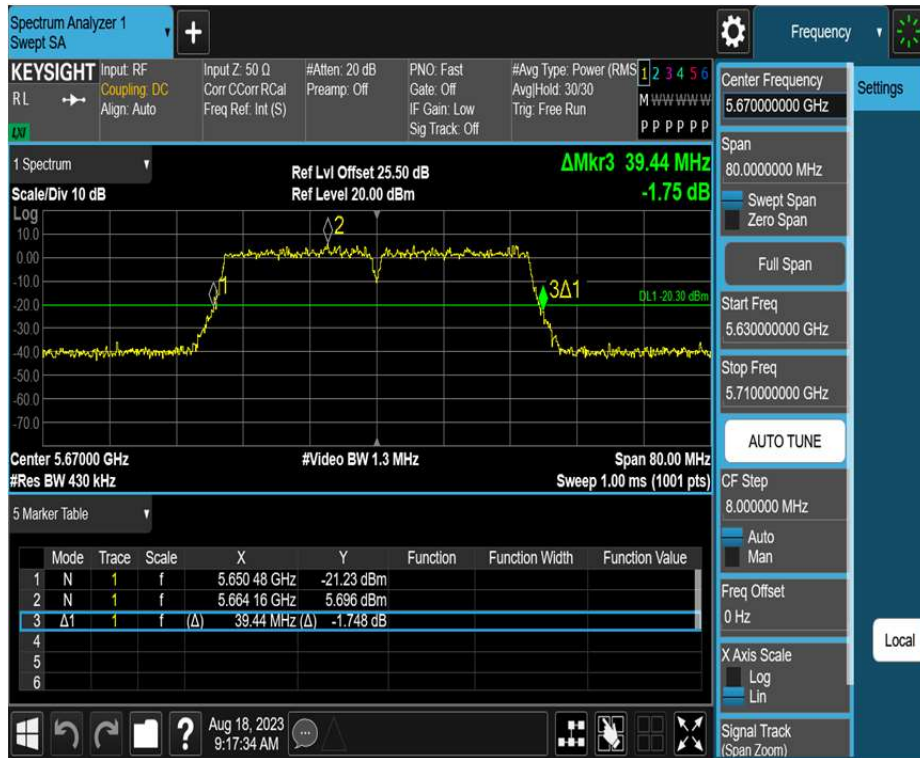 Spectrum Analyzer 1
Swept SA
+
Frequency
KEYSIGHT
RL
LXI
Input: RF
Coupling: DC
Align: Auto
Input Z: 50 Ω
Corr CCorr RCal
Freq Ref: Int (S)
#Atten: 20 dB
Preamp: Off
PNO: Fast
Gate: Off
IF Gain: Low
Sig Track: Off
#Avg Type: Power (RMS
Avg|Hold: 30/30
Trig: Free Run
1 2 3 4 5 6
M W W W W W
P P P P P P
1 Spectrum
Scale/Div 10 dB
Ref Lvl Offset 25.50 dB
Ref Level 20.00 dBm
ΔMkr3 39.44 MHz
-1.75 dB
Log
10.0
0.00
-10.0
-20.0
-30.0
-40.0
-50.0
-60.0
-70.0
1
2
3Δ1
DL1 -20.30 dBm
Center 5.67000 GHz
#Video BW 1.3 MHz
Span 80.00 MHz
#Res BW 430 kHz
Sweep 1.00 ms (1001 pts)
5 Marker Table
Mode Trace Scale X Y Function Function Width Function Value
1 N 1 f 5.650 48 GHz -21.23 dBm
2 N 1 f 5.664 16 GHz 5.696 dBm
3 Δ1 1 f (Δ) 39.44 MHz (Δ) -1.748 dB
4
5
6
?
Aug 18, 2023
9:17:34 AM
Center Frequency
5.670000000 GHz
Span
80.0000000 MHz
Swept Span
Zero Span
Full Span
Start Freq
5.630000000 GHz
Stop Freq
5.710000000 GHz
AUTO TUNE
CF Step
8.000000 MHz
Auto
Man
Freq Offset
0 Hz
X Axis Scale
Log
Lin
Signal Track
(Span Zoom)
Settings
Local